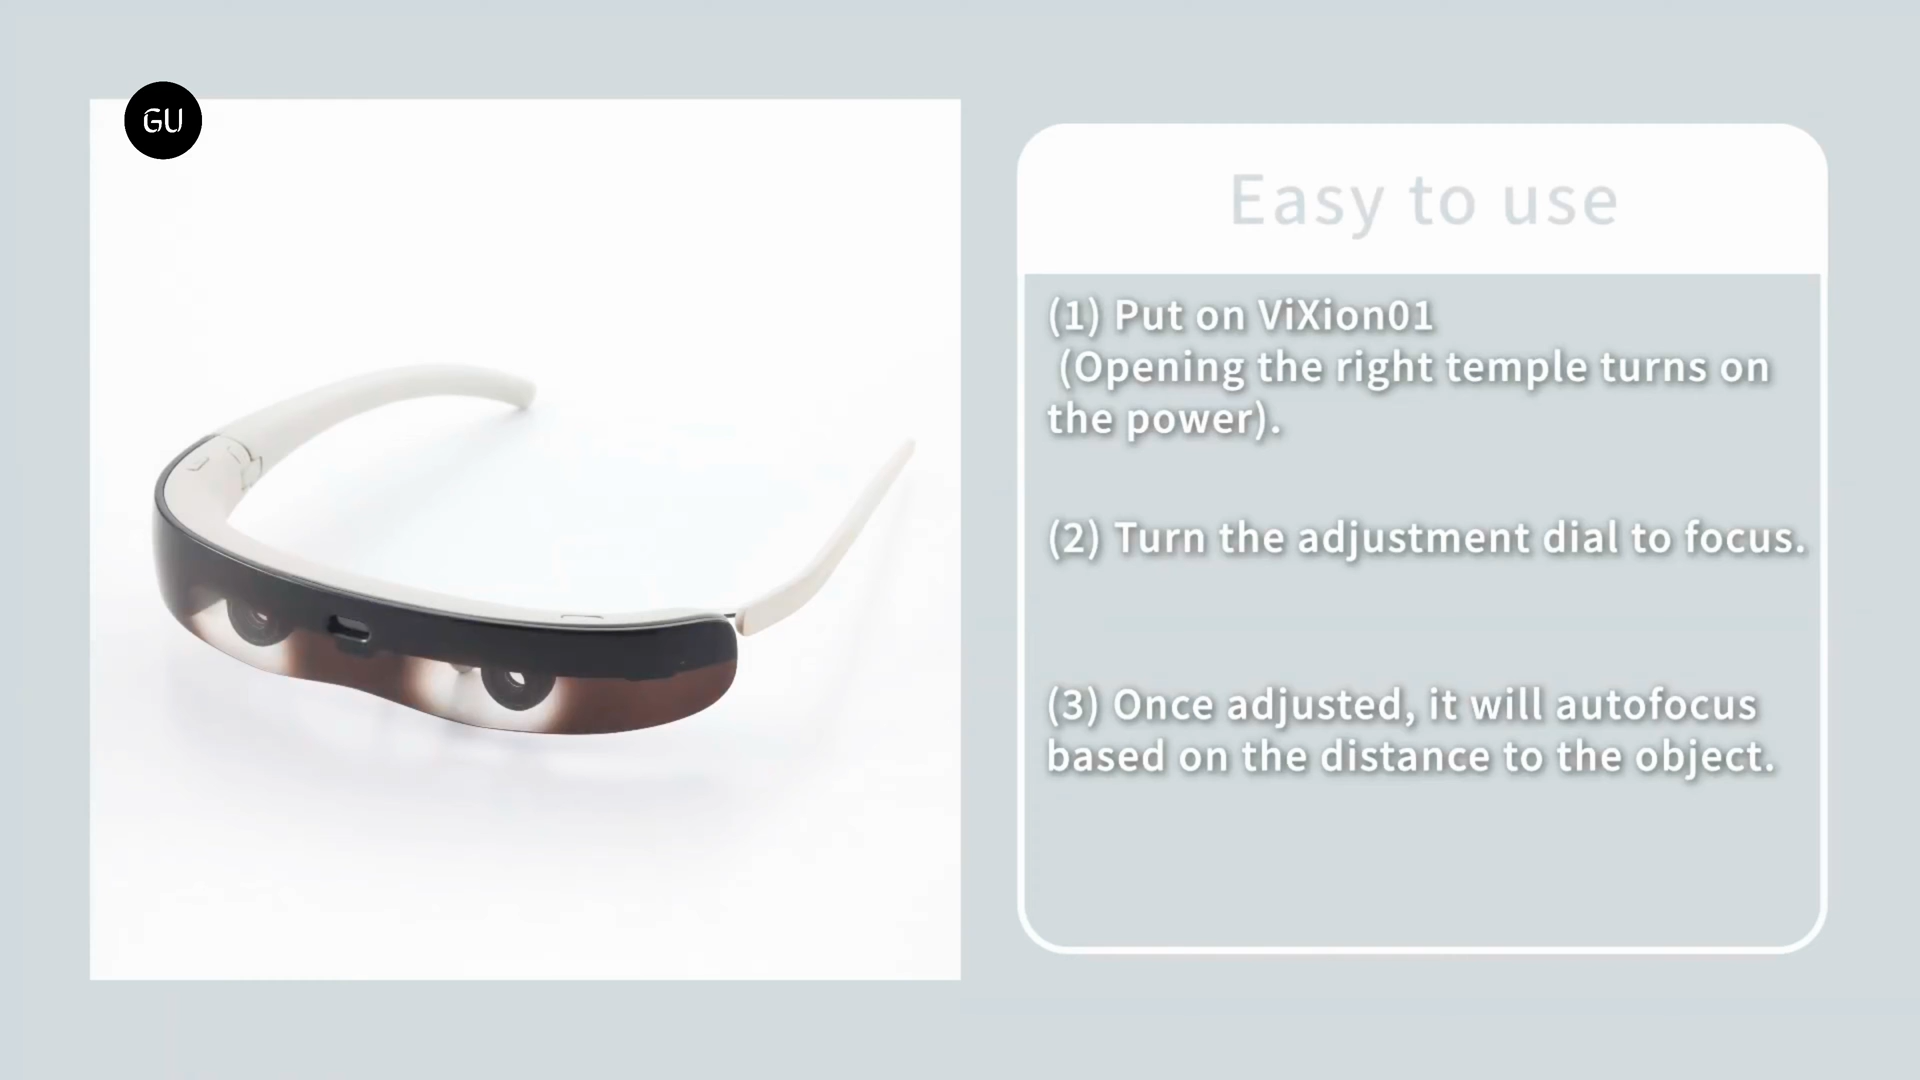 GU
Easy to use
(1) Put on ViXion01
(Opening the right temple turns on
the power).
(2) Turn the adjustment dial to focus.
(3) Once adjusted, it will autofocus
based on the distance to the object.